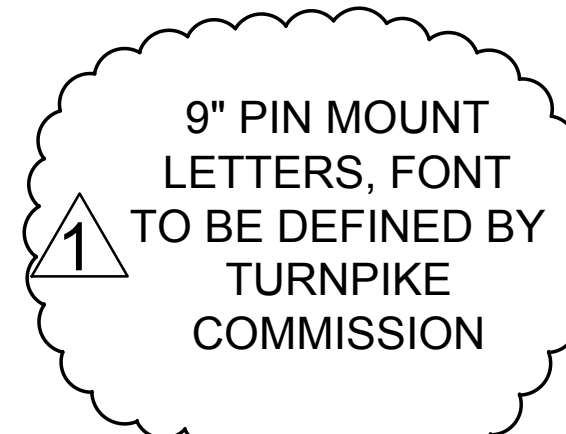 9" PIN MOUNT
LETTERS, FONT
TO BE DEFINED BY
1
TURNPIKE
COMMISSION